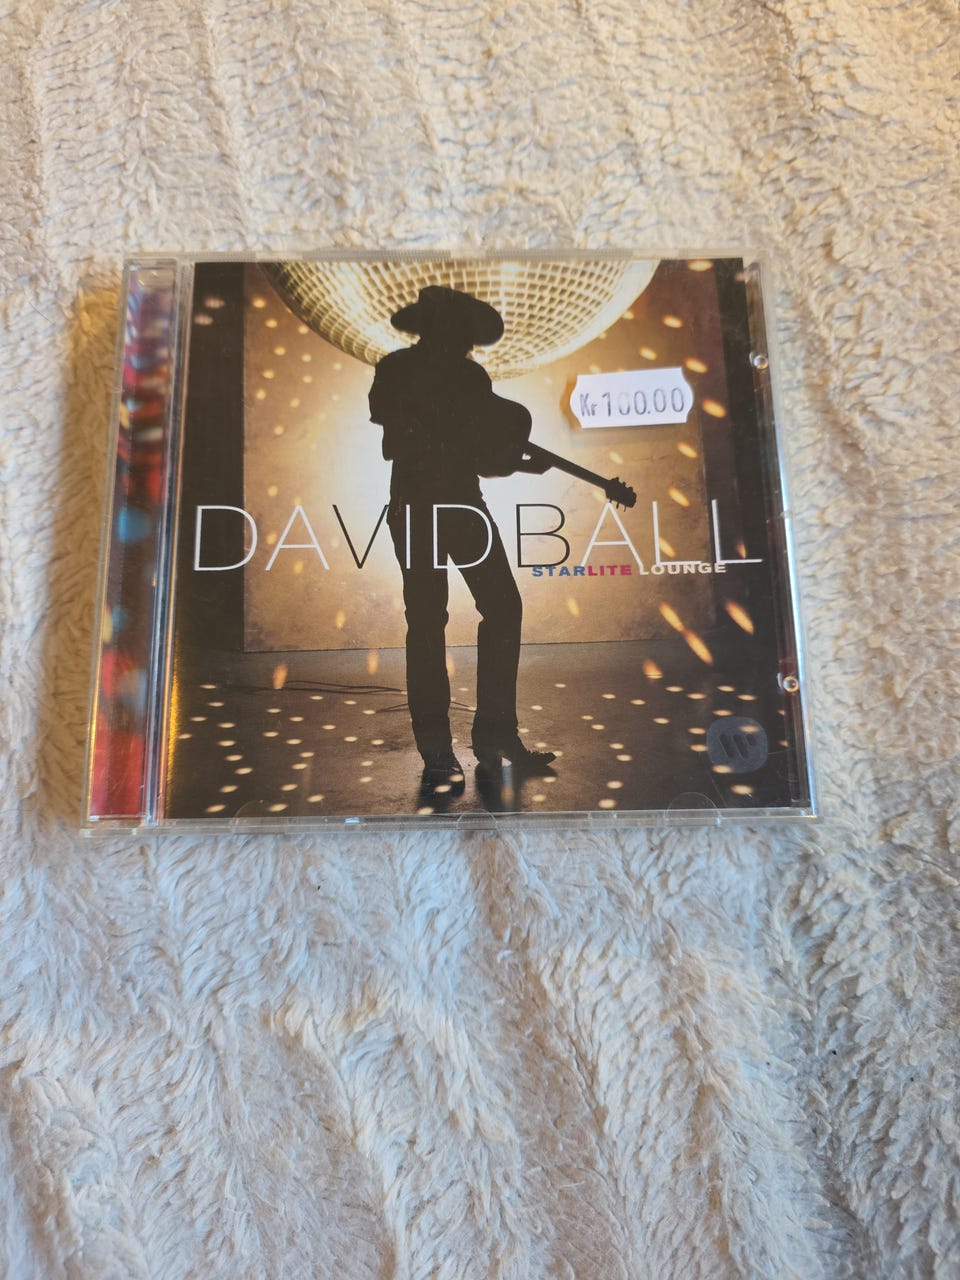 Kr 100.00
DAVID BALL
STARLITE LOUNGE